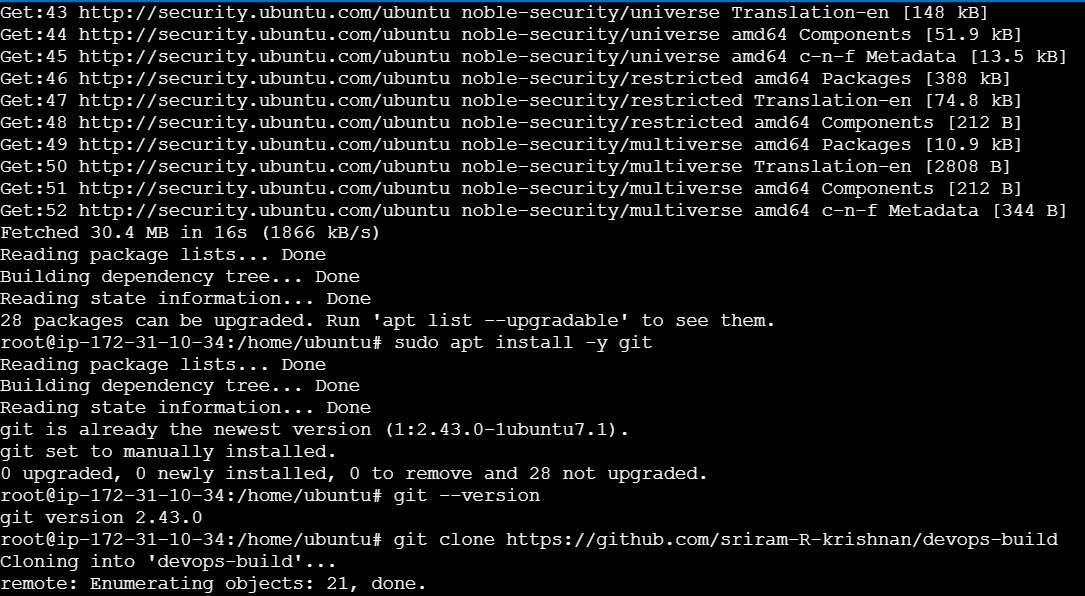 Get:43 http://security.ubuntu.com/ubuntu noble-security/universe Translation-en [148 kB]
Get:44 http://security.ubuntu.com/ubuntu noble-security/universe amd64 Components [51.9 kB]
Get:45 http://security.ubuntu.com/ubuntu noble-security/universe amd64 c-n-f Metadata [13.5 kB]
Get:46 http://security.ubuntu.com/ubuntu noble-security/restricted amd64 Packages [388 kB]
Get:47 http://security.ubuntu.com/ubuntu noble-security/restricted Translation-en [74.8 kB]
Get:48 http://security.ubuntu.com/ubuntu noble-security/restricted amd64 Components [212 B]
Get:49 http://security.ubuntu.com/ubuntu noble-security/multiverse amd64 Packages [10.9 kB]
Get:50 http://security.ubuntu.com/ubuntu noble-security/multiverse Translation-en [2808 B]
Get:51 http://security.ubuntu.com/ubuntu noble-security/multiverse amd64 Components [212 B]
Get:52 http://security.ubuntu.com/ubuntu noble-security/multiverse amd64 c-n-f Metadata [344 B]
Fetched 30.4 MB in 16s (1866 kB/s)
Reading package lists... Done
Building dependency tree... Done
Reading state information... Done
28 packages can be upgraded. Run 'apt list --upgradable' to see them.
root@ip-172-31-10-34:/home/ubuntu# sudo apt install -y git
Reading package lists... Done
Building dependency tree... Done
Reading state information... Done
git is already the newest version (1:2.43.0-1ubuntu7.1).
git set to manually installed.
0 upgraded, 0 newly installed, 0 to remove and 28 not upgraded.
root@ip-172-31-10-34:/home/ubuntu# git --version
git version 2.43.0
root@ip-172-31-10-34:/home/ubuntu# git clone https://github.com/sriram-R-krishnan/devops-build
Cloning into 'devops-build'...
remote: Enumerating objects: 21, done.